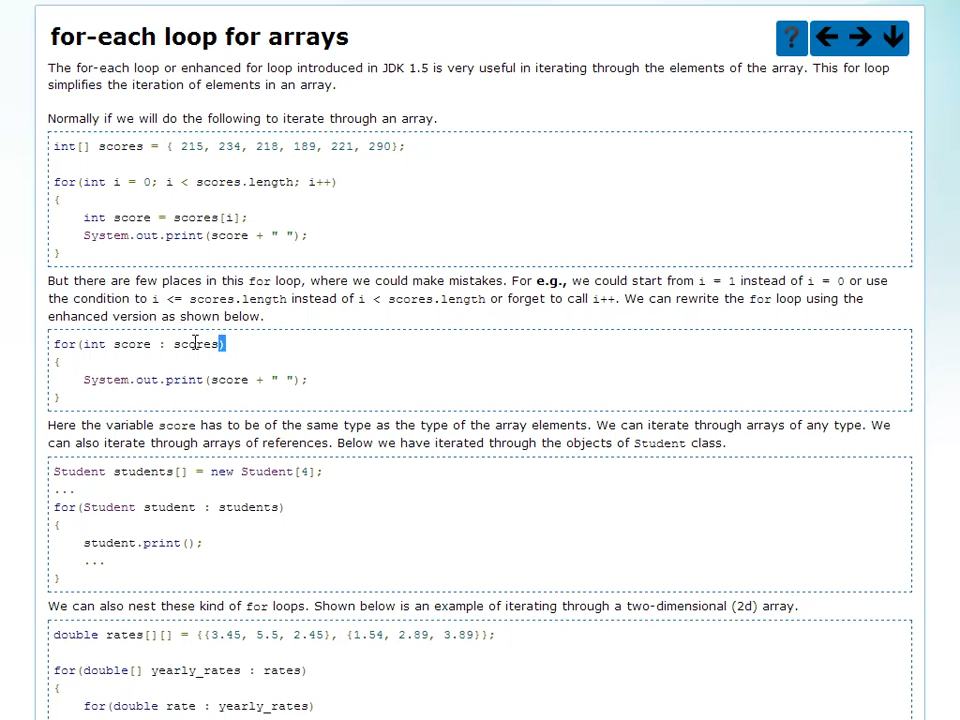 for-each loop for arrays
?
The for-each loop or enhanced for loop introduced in JDK 1.5 is very useful in iterating through the elements of the array. This for loop
simplifies the iteration of elements in an array.
Normally if we will do the following to iterate through an array.
int[] scores = { 215, 234, 218, 189, 221, 290};
for(int i = 0; i < scores.length; i++)
{
int score = scores[i];
System.out.print(score + " ");
}
But there are few places in this for loop, where we could make mistakes. For e.g., we could start from i = 1 instead of i = 0 or use
the condition to i <= scores.length instead of i < scores.length or forget to call i++. We can rewrite the for loop using the
enhanced version as shown below.
for(int score : scores)
{
System.out.print(score + " ");
}
Here the variable score has to be of the same type as the type of the array elements. We can iterate through arrays of any type. We
can also iterate through arrays of references. Below we have iterated through the objects of Student class.
Student students[] = new Student[4];
...
for(Student student : students)
{
student.print();
...
}
We can also nest these kind of for loops. Shown below is an example of iterating through a two-dimensional (2d) array.
double rates[][] = {{3.45, 5.5, 2.45}, {1.54, 2.89, 3.89}};
for(double[] yearly_rates : rates)
{
for(double rate : yearly_rates)